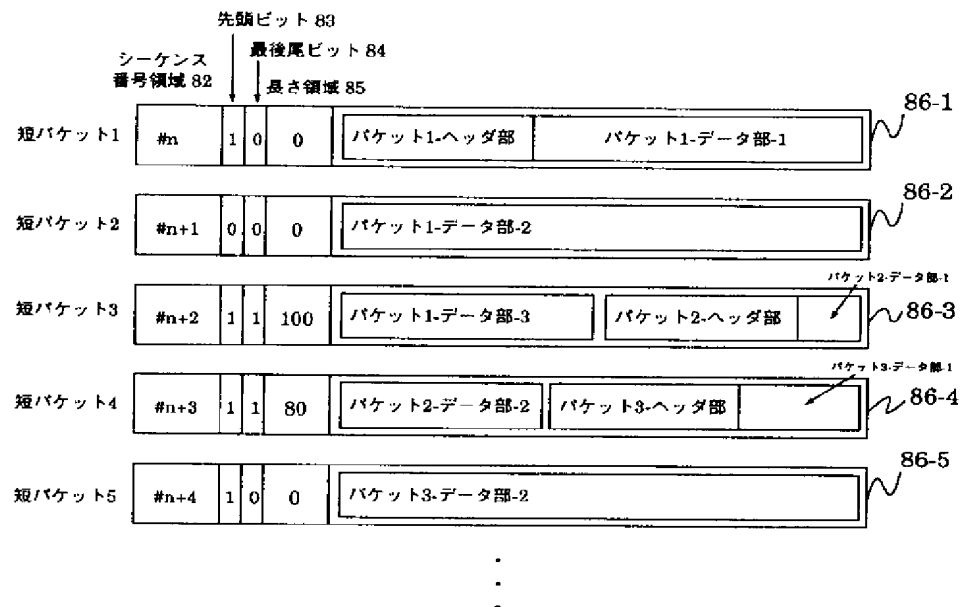 先頭ビット 83
最後尾ビット 84
シーケンス
番号領域 82
長さ領域 85
86-1
短パケット1 #n 1 0 0 パケット1-ヘッダ部 パケット1-データ部-1
86-2
短パケット2 #n+1 0 0 0 パケット1-データ部-2
パケット2-データ部-1
短パケット3 #n+2 1 1 100 パケット1-データ部-3 パケット2-ヘッダ部 86-3
パケット3-データ部-1
短パケット4 #n+3 1 1 80 パケット2-データ部-2 パケット3-ヘッダ部 86-4
86-5
短パケット5 #n+4 1 0 0 パケット3-データ部-2